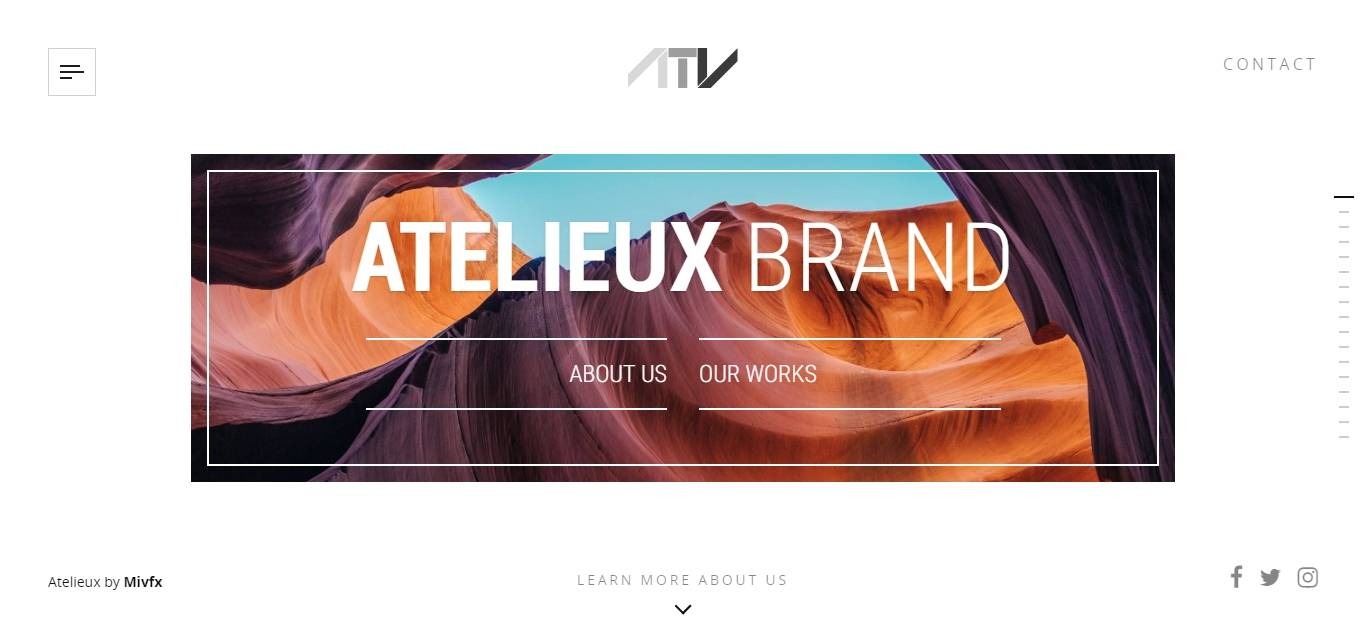 ATV
CONTACT
ATELIEUX BRAND
ABOUT US
OUR WORKS
Atelieux by Mivfx
LEARN MORE ABOUT US